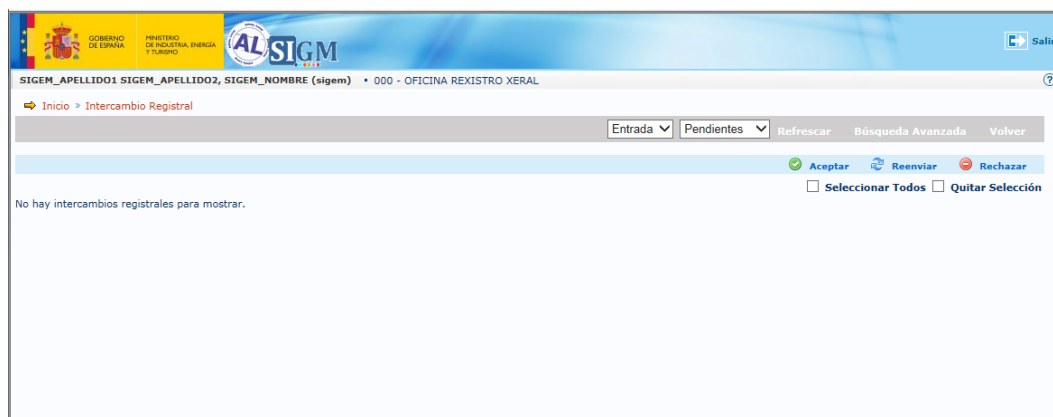 GOBIERNO
DE ESPAÑA
MINISTERIO
DE INDUSTRIA, ENERGÍA
Y TURISMO
ALSIGM
Salir
SIGEM_APELLIDO1 SIGEM_APELLIDO2, SIGEM_NOMBRE (sigem) • 000 - OFICINA REXISTRO XERAL
Inicio » Intercambio Registral
Entrada Pendientes Refrescar Búsqueda Avanzada Volver
Aceptar Reenviar Rechazar
Seleccionar Todos Quitar Selección
No hay intercambios registrales para mostrar.